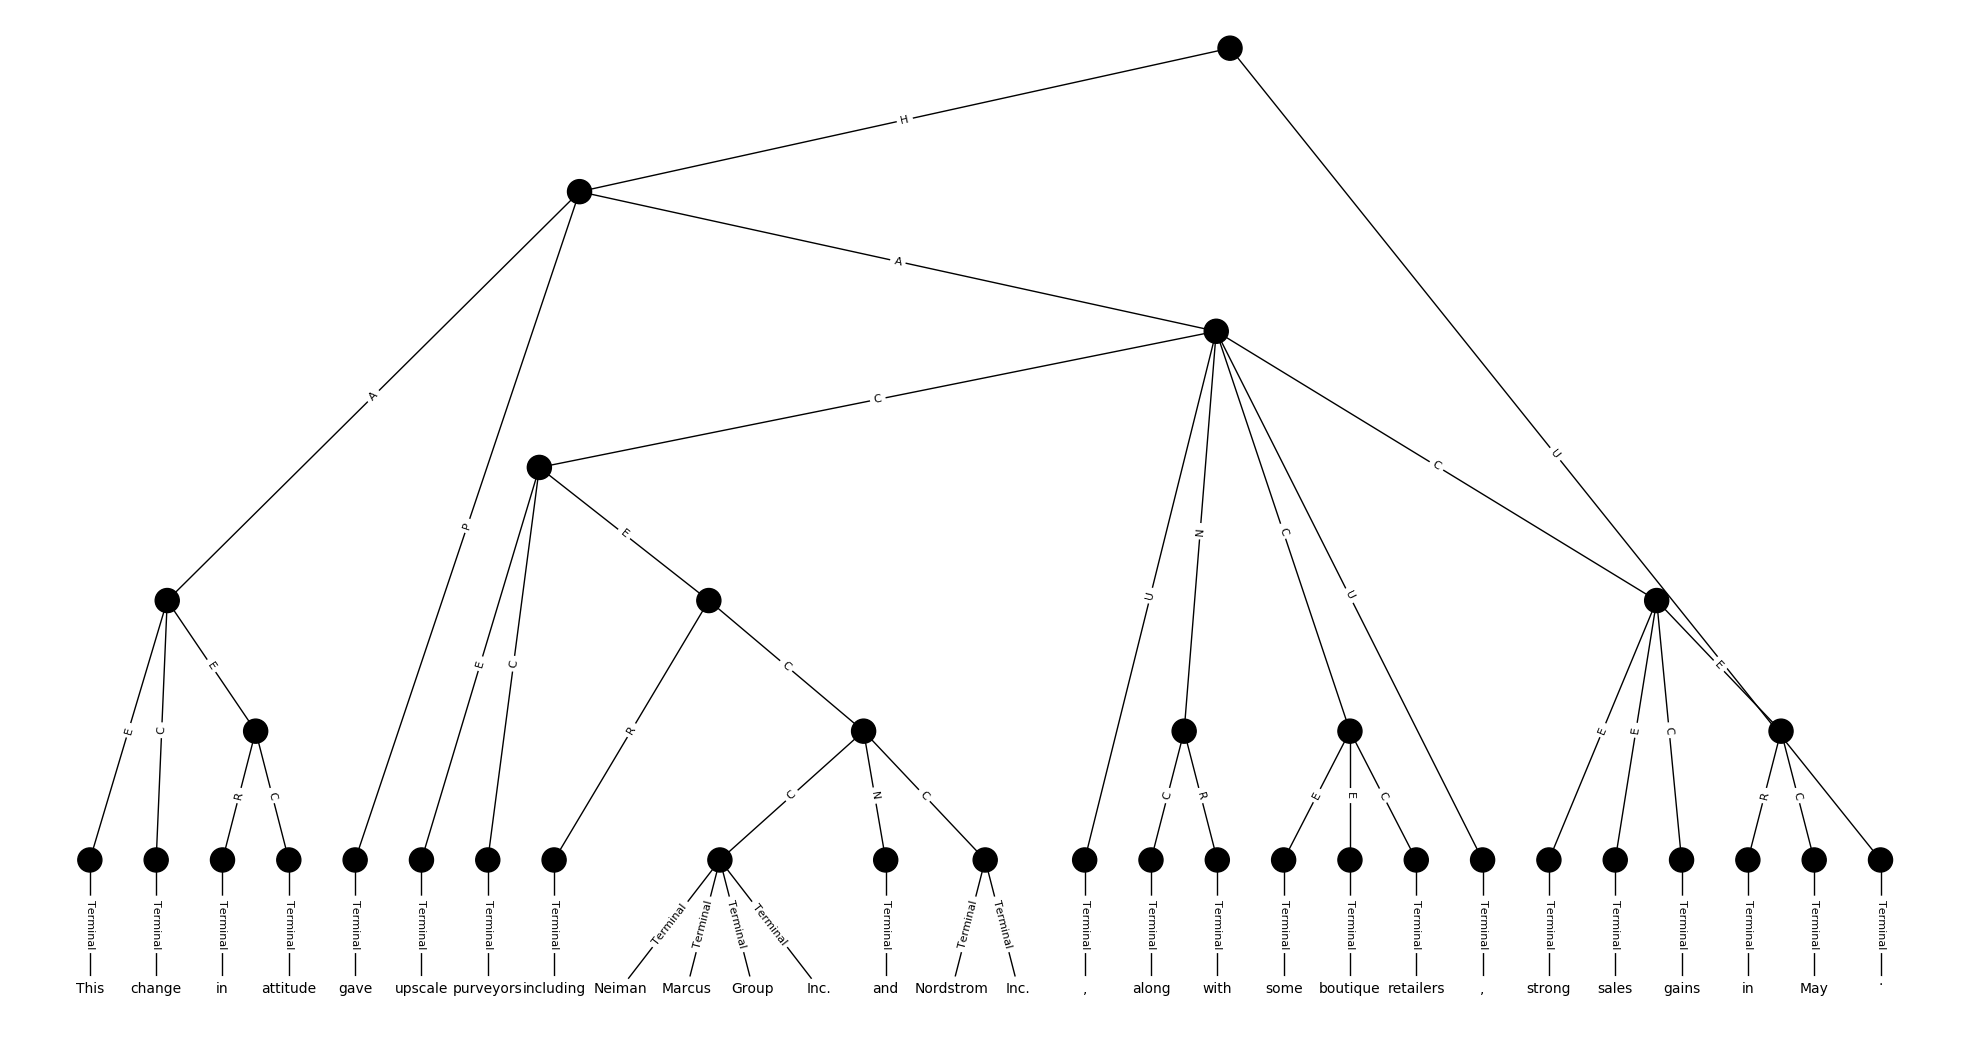 H
A
A
C
A
U
C
P
N
C
E
U
U
E
E
C
C
E
E
E
C
R
E
E
C
C
N
C
C
R
E
E
C
R
C
R
C
Terminal Terminal Terminal Terminal Terminal Terminal Terminal Terminal Terminal Terminal Terminal Terminal Terminal Terminal Terminal Terminal Terminal Terminal Terminal Terminal Terminal Terminal Terminal Terminal Terminal Terminal Terminal Terminal
This change in attitude gave upscale purveyors including Neiman Marcus Group Inc. and Nordstrom Inc. , along with some boutique retailers , strong sales gains in May .